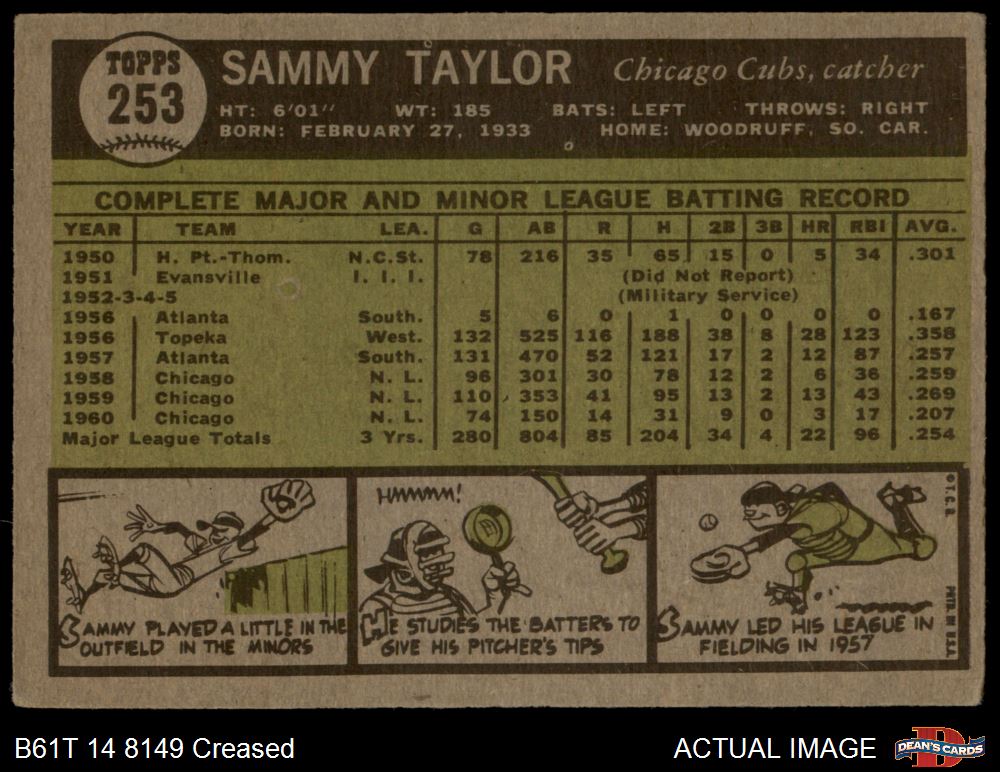 TOPPS
253
SAMMY TAYLOR Chicago Cubs, catcher
HT: 6'01" WT: 185 BATS: LEFT THROWS: RIGHT
BORN: FEBRUARY 27, 1933 HOME: WOODRUFF, SO. CAR.
COMPLETE MAJOR AND MINOR LEAGUE BATTING RECORD
YEAR TEAM LEA. G AB R H 2B 3B HR RBI AVG.
1950 H. Pt.-Thom. N.C.St. 78 216 35 65 15 0 5 34 .301
1951 Evansville I. I. I. (Did Not Report)
1952-3-4-5 (Military Service)
1956 Atlanta South. 5 6 0 1 0 0 0 0 .167
1956 Topeka West. 132 525 116 188 38 8 28 123 .358
1957 Atlanta South. 131 470 52 121 17 2 12 87 .257
1958 Chicago N. L. 96 301 30 78 12 2 6 36 .259
1959 Chicago N. L. 110 353 41 95 13 2 13 43 .269
1960 Chicago N. L. 74 150 14 31 9 0 3 17 .207
Major League Totals 3 Yrs. 280 804 85 204 34 4 22 96 .254
SAMMY PLAYED A LITTLE IN THE
OUTFIELD IN THE MINORS
HMMMM!
HE STUDIES THE BATTERS TO
GIVE HIS PITCHER'S TIPS
SAMMY LED HIS LEAGUE IN
FIELDING IN 1957
© T. C. G.
PRTD. IN U.S.A.
B61T 14 8149 Creased
ACTUAL IMAGE
DEAN'S CARDS